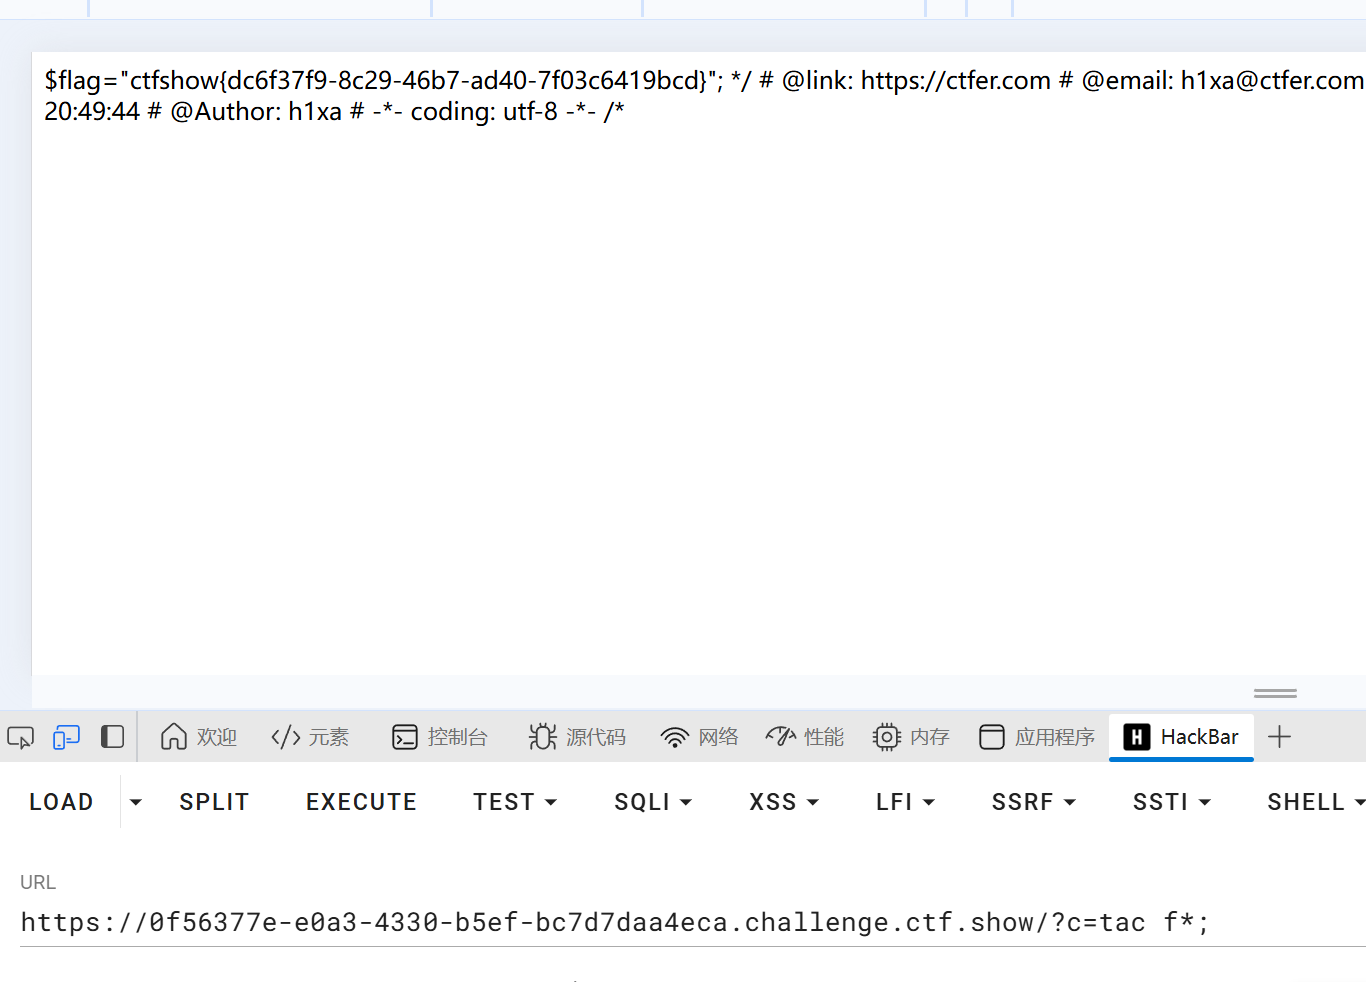 $flag="ctfshow{dc6f37f9-8c29-46b7-ad40-7f03c6419bcd}"; */ # @link: https://ctfer.com # @email: h1xa@ctfer.com
20:49:44 # @Author: h1xa # -*- coding: utf-8 -*- /*
欢迎 元素 控制台 源代码 网络 性能 内存 应用程序 HackBar
LOAD SPLIT EXECUTE TEST SQLI XSS LFI SSRF SSTI SHELL
URL
https://0f56377e-e0a3-4330-b5ef-bc7d7daa4eca.challenge.ctf.show/?c=tac f*;